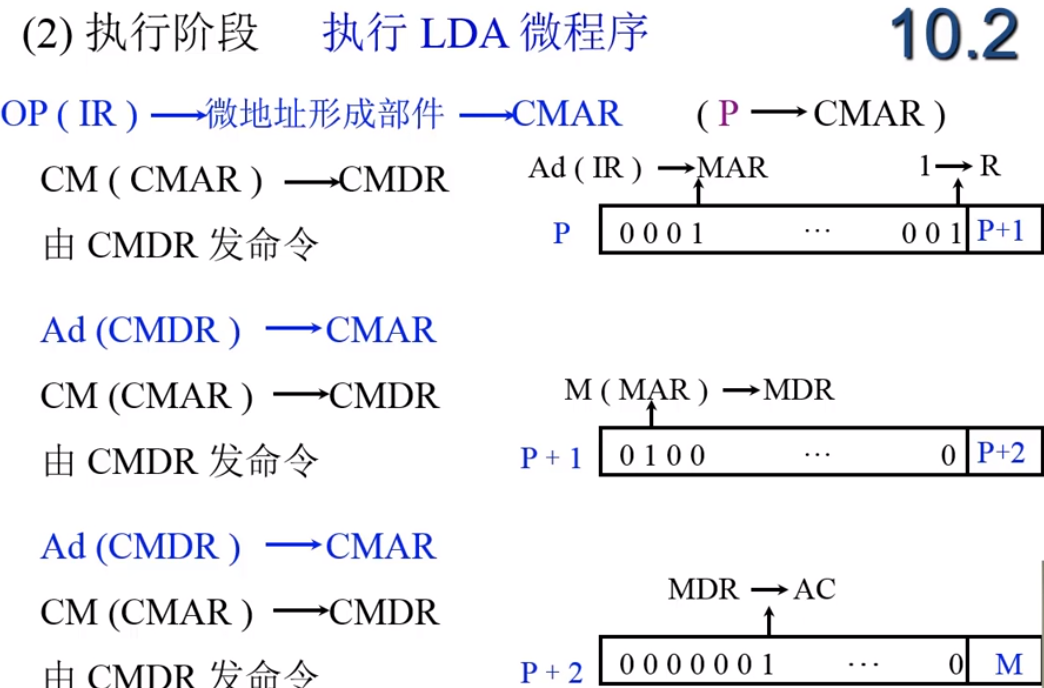 (2) 执行阶段 执行 LDA 微程序 10.2
OP ( IR ) → 微地址形成部件 → CMAR ( P → CMAR )
CM ( CMAR ) → CMDR
Ad ( IR ) → MAR 1 → R
由 CMDR 发命令
P 0 0 0 1 … 0 0 1 P+1
Ad (CMDR ) → CMAR
CM (CMAR ) → CMDR
M ( MAR ) → MDR
由 CMDR 发命令
P + 1 0 1 0 0 … 0 P+2
Ad (CMDR ) → CMAR
CM (CMAR ) → CMDR
MDR → AC
由 CMDR 发命令
P + 2 0 0 0 0 0 0 1 … 0 M